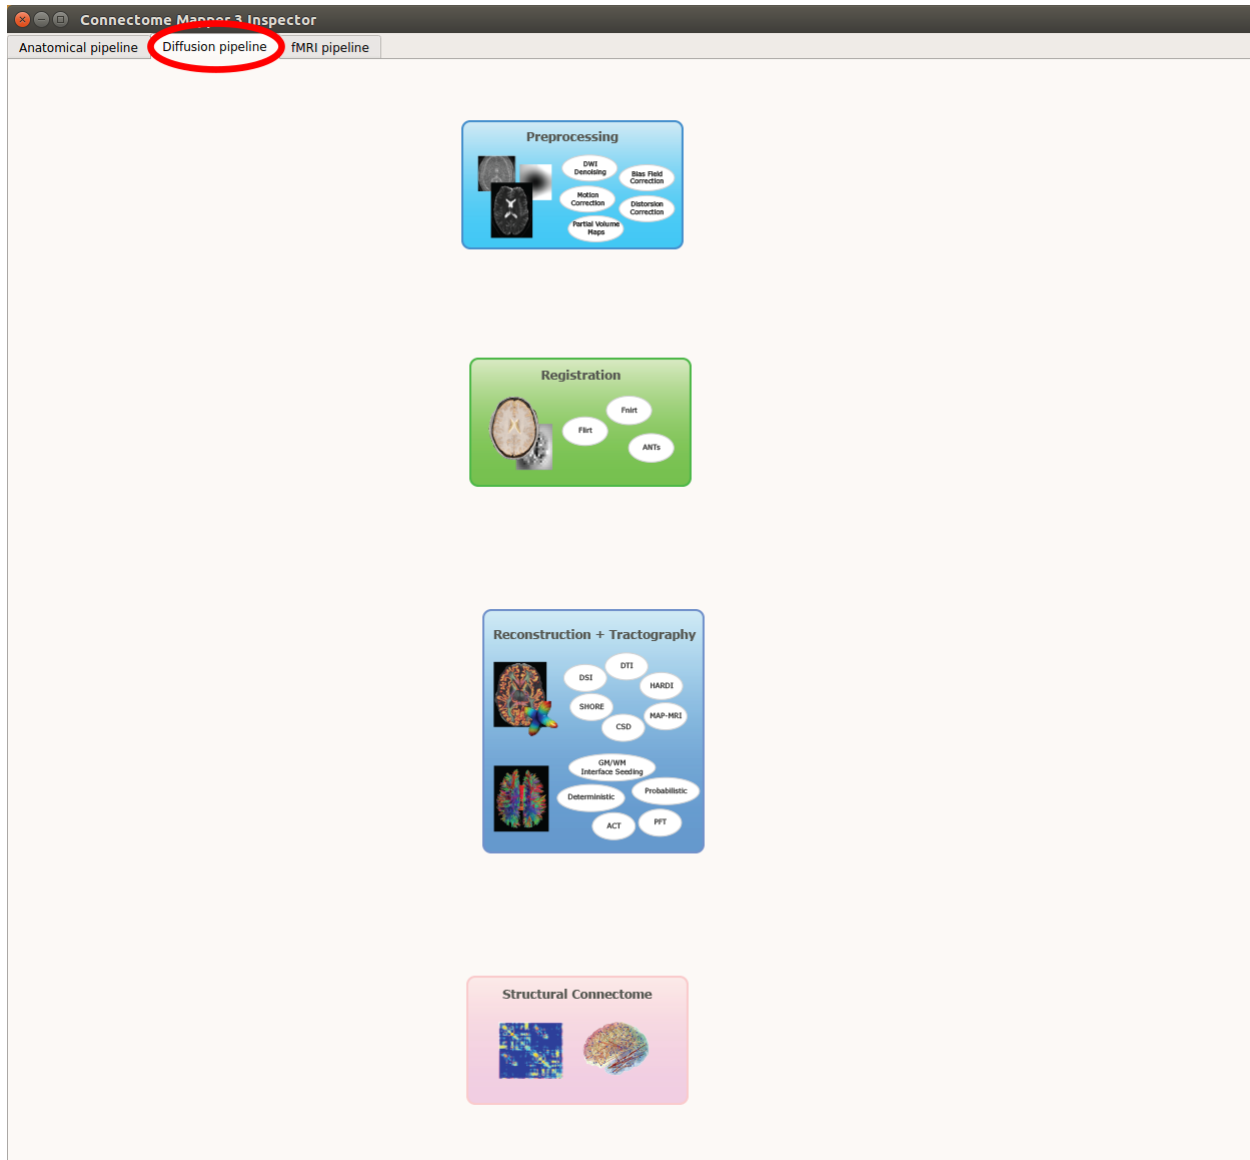 Connectome Mapper 3 Inspector
Anatomical pipeline
Diffusion pipeline
fMRI pipeline
Preprocessing
DWI
Denoising
Bias Field
Correction
Motion
Correction
Distorsion
Correction
Partial Volume
Maps
Registration
Fnirt
Flirt
ANTs
Reconstruction + Tractography
DTI
DSI
HARDI
SHORE
MAP-MRI
CSD
GM/WM
Interface Seeding
Probabilistic
Deterministic
PFT
ACT
Structural Connectome